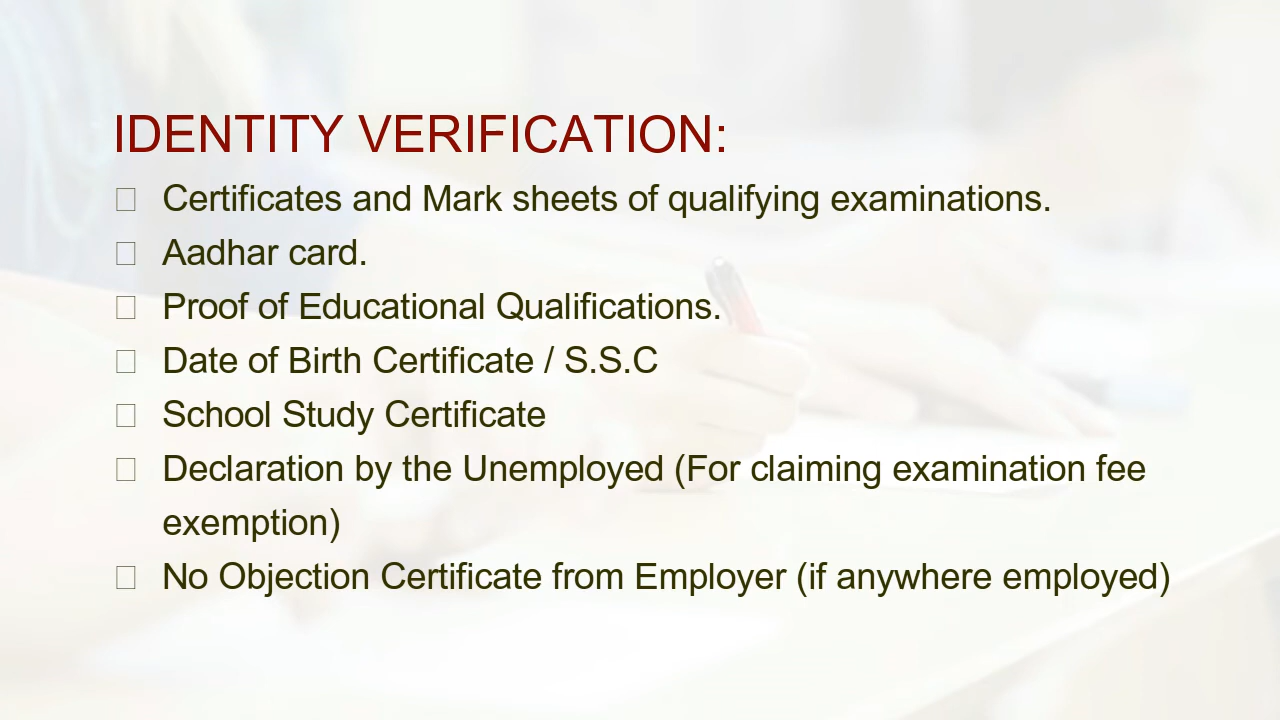 IDENTITY VERIFICATION:
Certificates and Mark sheets of qualifying examinations.
Aadhar card.
Proof of Educational Qualifications.
Date of Birth Certificate / S.S.C
School Study Certificate
Declaration by the Unemployed (For claiming examination fee
exemption)
No Objection Certificate from Employer (if anywhere employed)